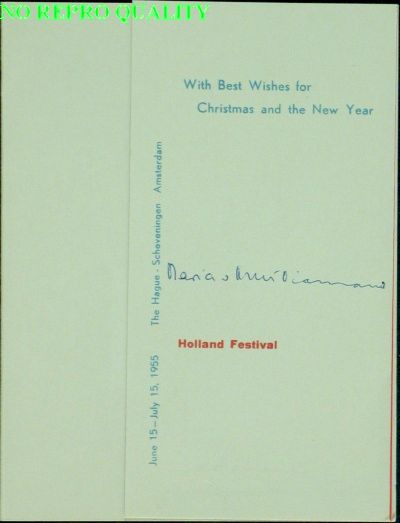 NO REPRO QUALITY
With Best Wishes for
Christmas and the New Year
June 15—July 15, 1955 The Hague - Scheveningen Amsterdam
Maria
Holland Festival